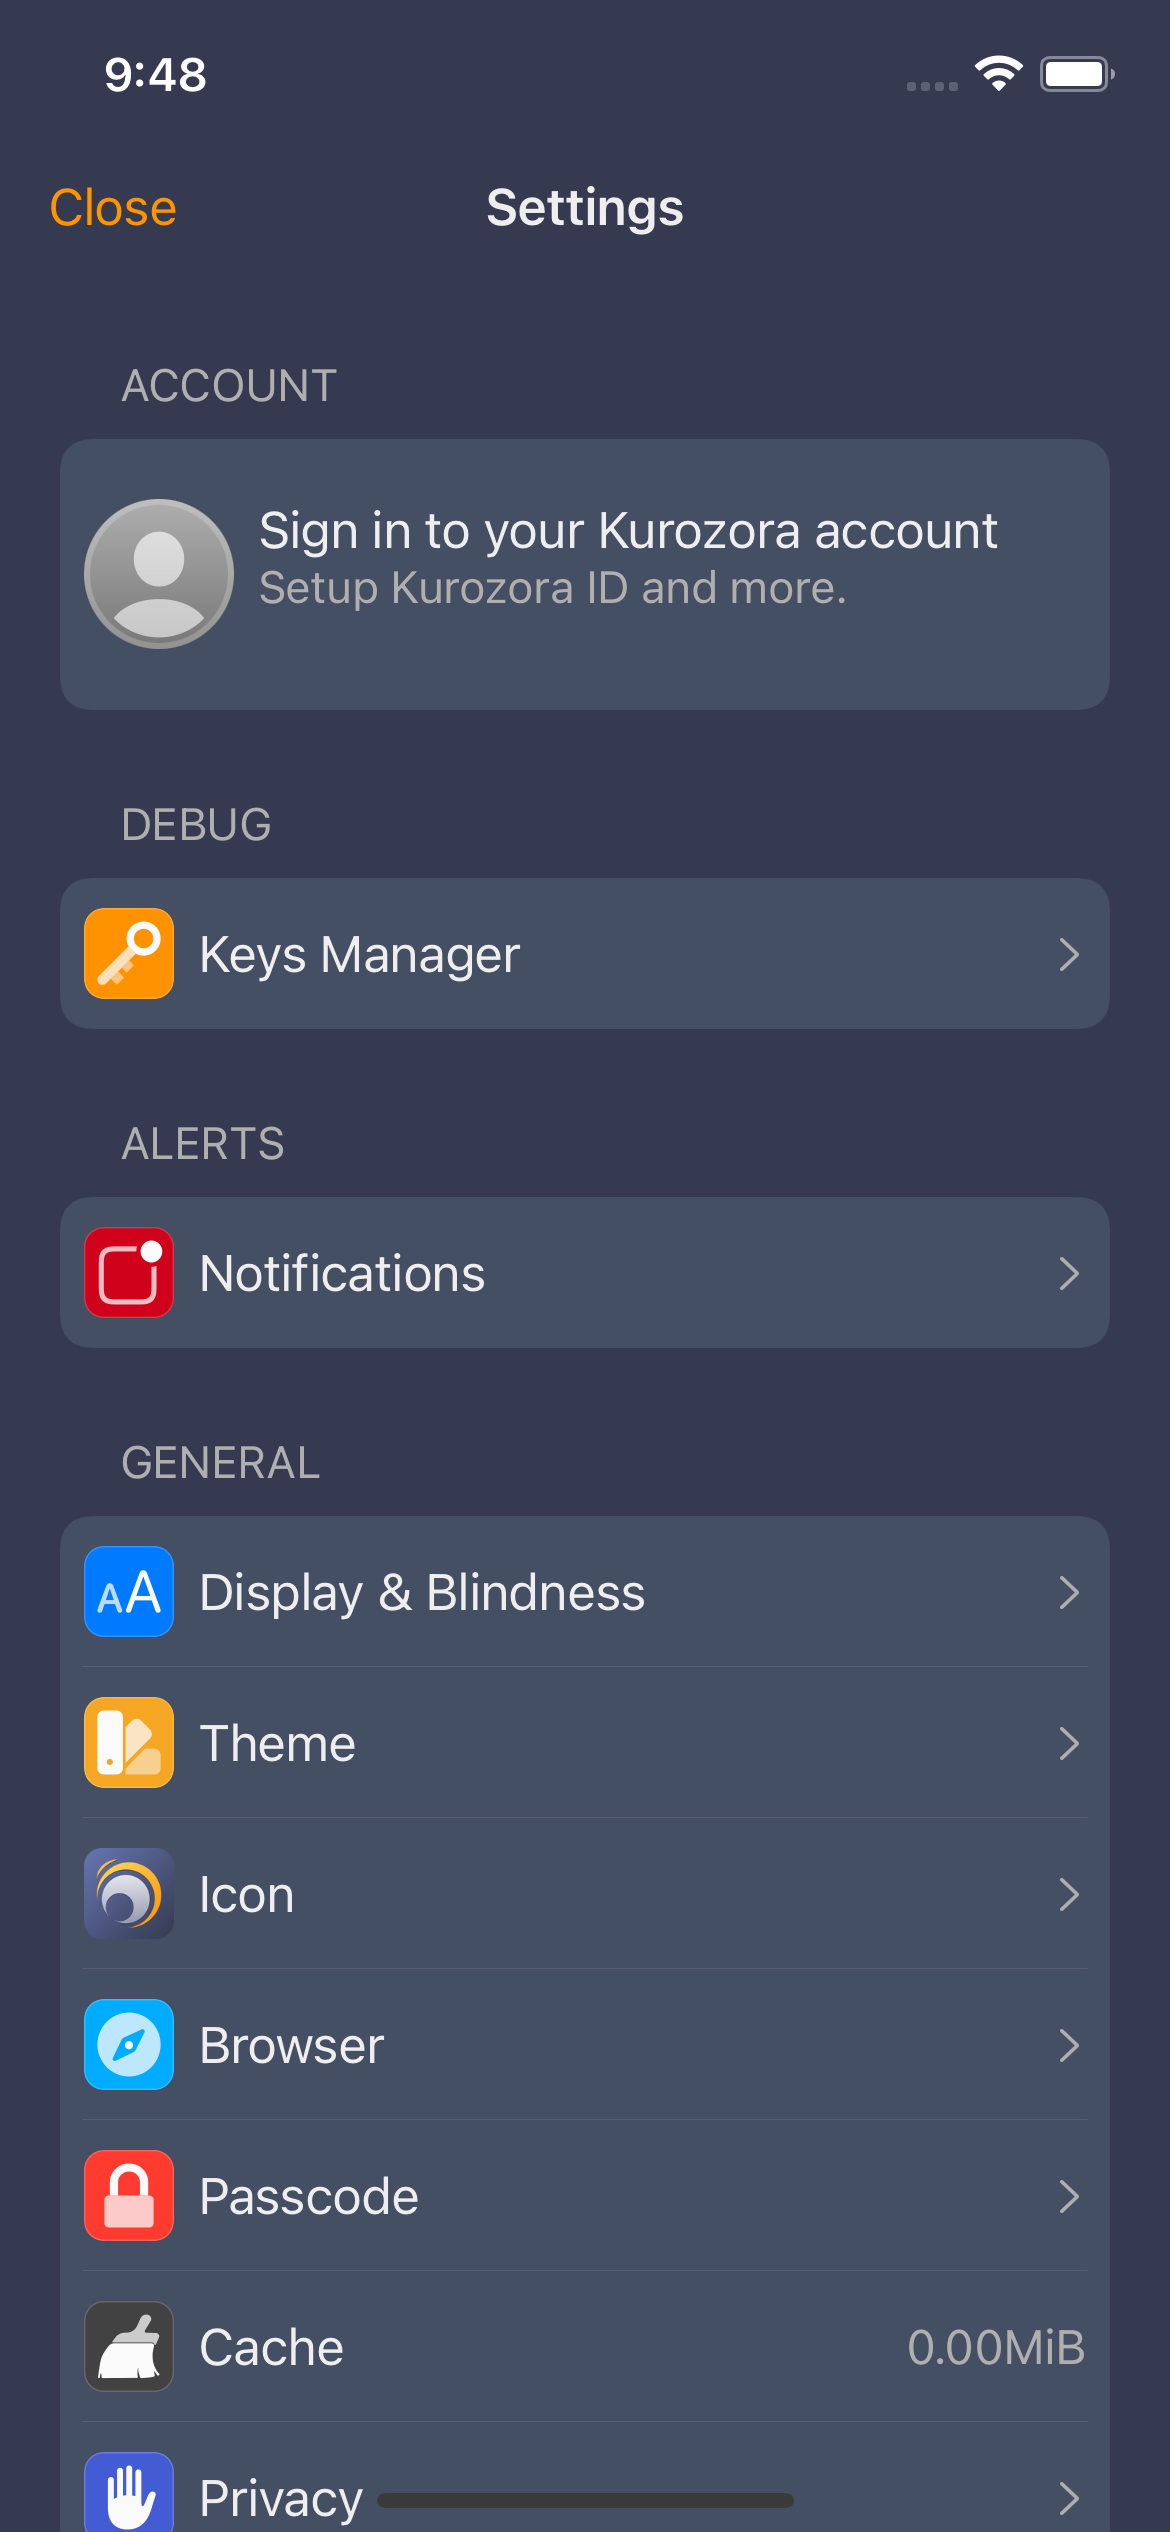 9:48
Close
Settings
ACCOUNT
Sign in to your Kurozora account
Setup Kurozora ID and more.
DEBUG
Keys Manager
ALERTS
Notifications
GENERAL
AA
Display & Blindness
Theme
Icon
Browser
Passcode
Cache
0.00MiB
Privacy